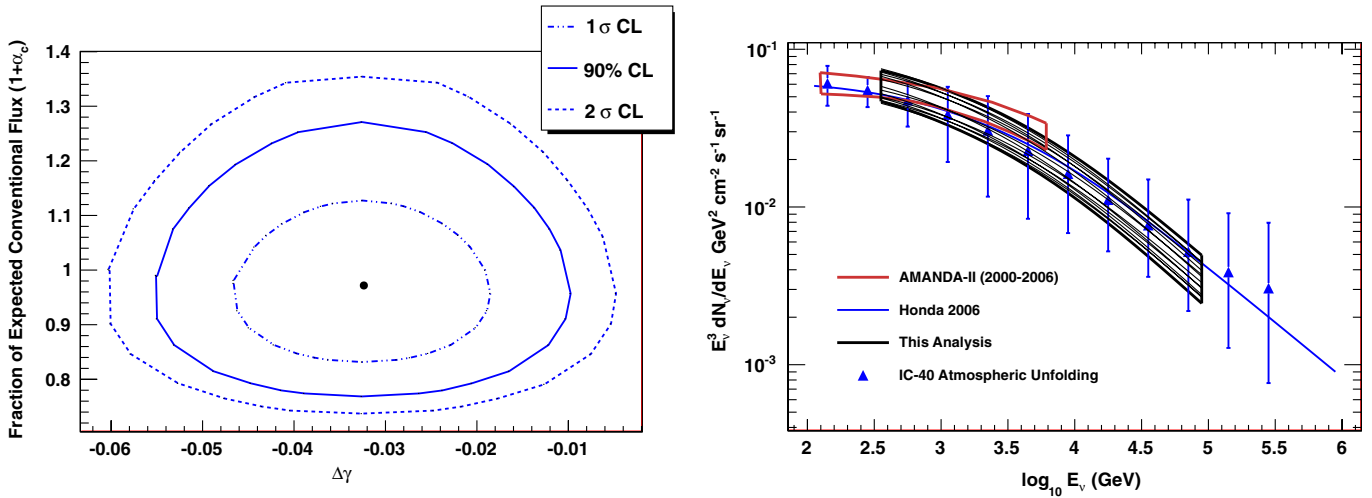 Fraction of Expected Conventional Flux (1+α_c)
1.4
1.3
1.2
1.1
1
0.9
0.8
-0.06 -0.05 -0.04 -0.03 -0.02 -0.01
Δγ
1 σ CL
90% CL
2 σ CL
E_ν^3 dN_ν/dE_ν GeV^2 cm^-2 s^-1 sr^-1
10^-1
10^-2
10^-3
AMANDA-II (2000-2006)
Honda 2006
This Analysis
IC-40 Atmospheric Unfolding
2 2.5 3 3.5 4 4.5 5 5.5 6
log_10 E_ν (GeV)